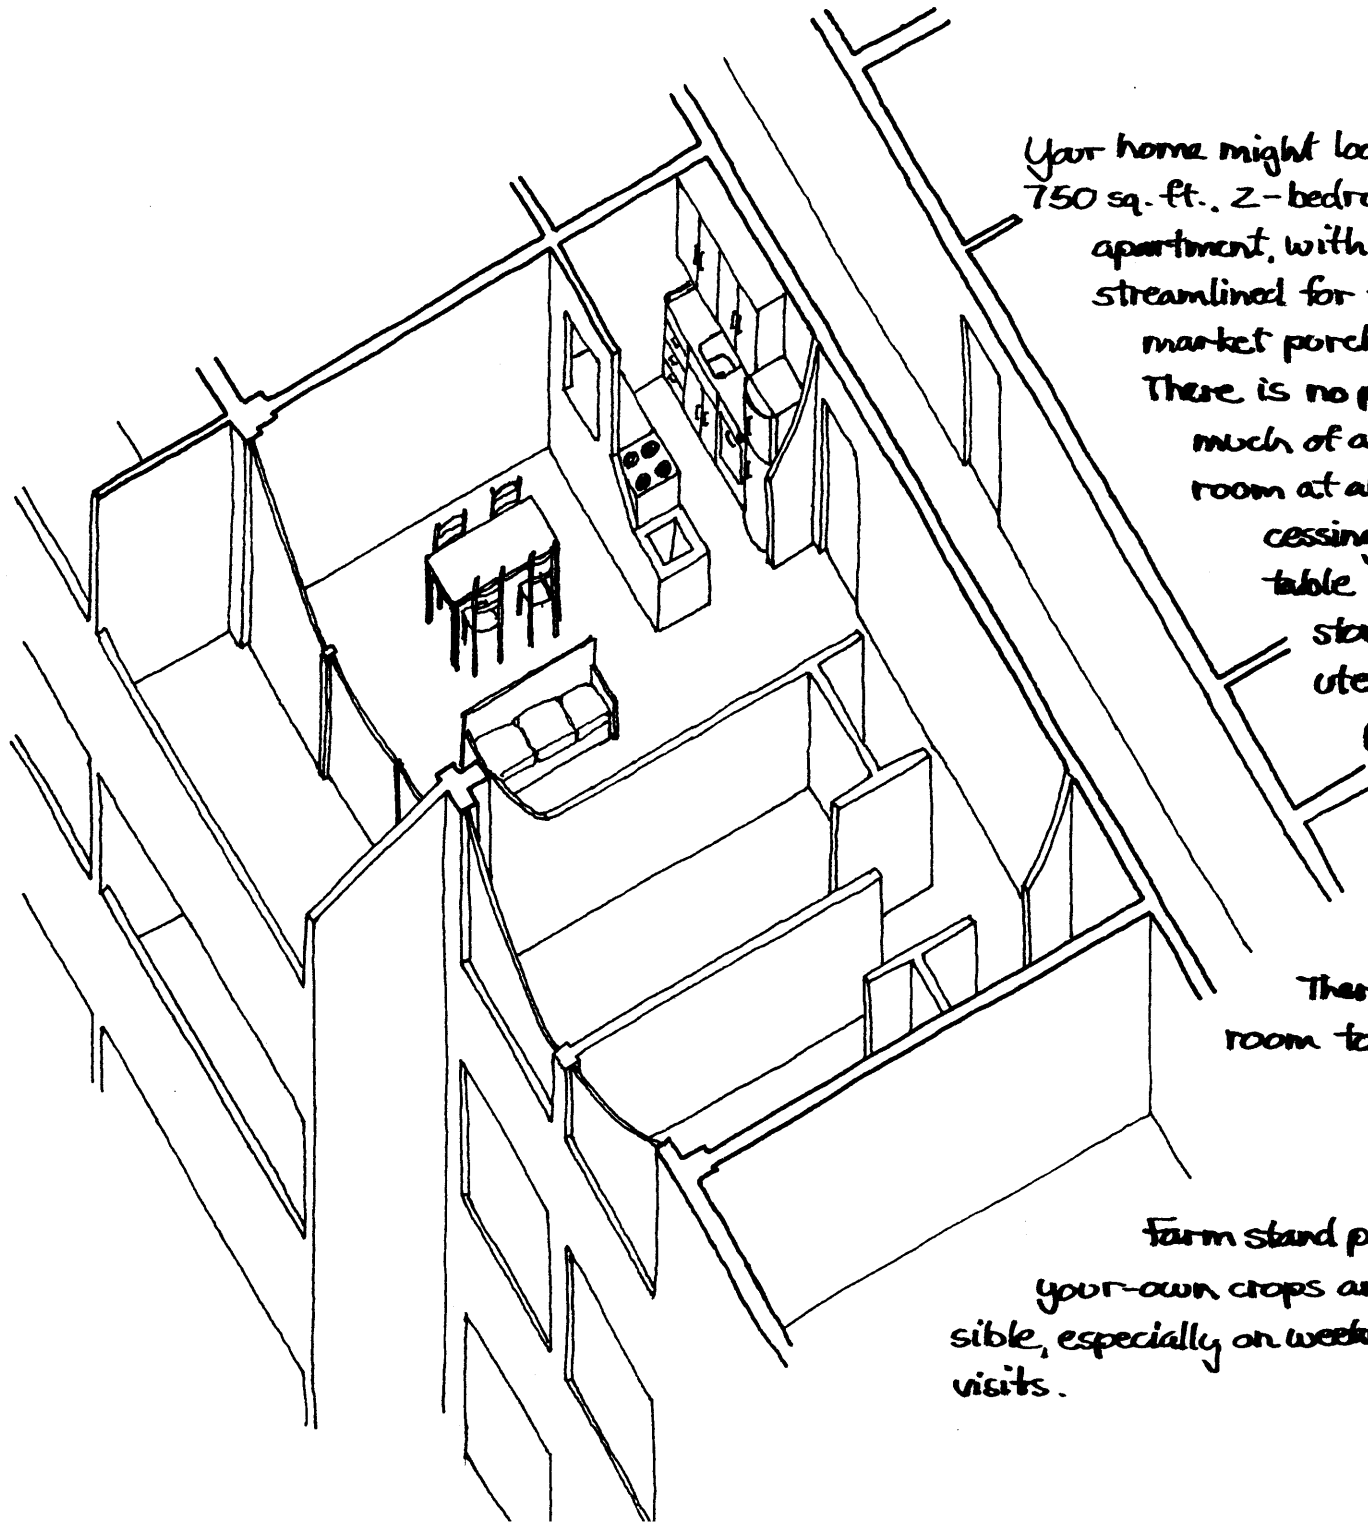 Your home might loo
750 sq. ft., 2-bedro
apartment, with
streamlined for
market porch
There is no p
much of a
room at a
cessing
table
stor
ute
Ther
room to
Farm stand p
your-own crops a
sible, especially on week
visits.